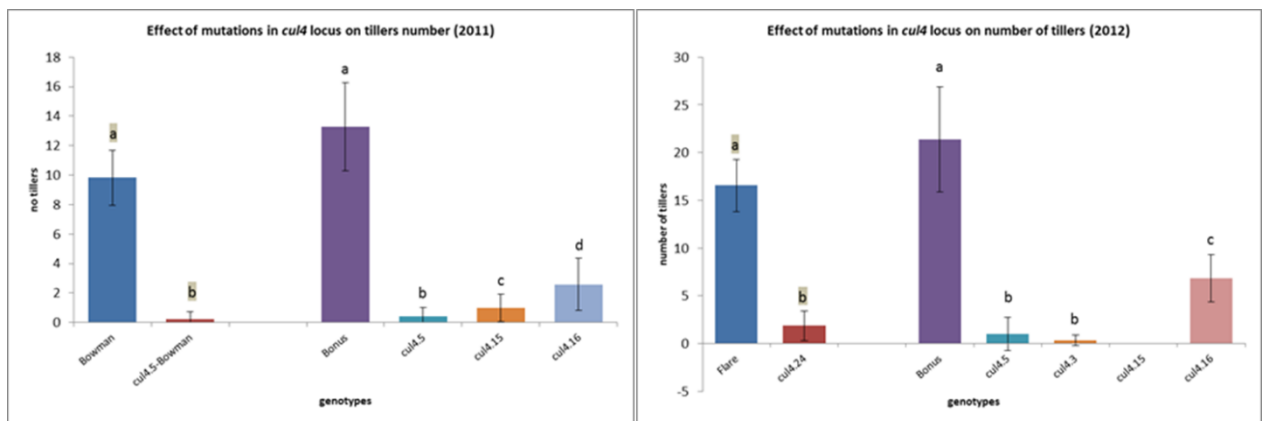 Effect of mutations in cul4 locus on tillers number (2011)
18
16
14
12
10
8
6
4
2
0
no tillers
a
b
a
b
c
d
Bowman
cul4.5-Bowman
Bonus
cul4.5
cul4.15
cul4.16
genotypes
Effect of mutations in cul4 locus on number of tillers (2012)
30
25
20
15
10
5
0
-5
number of tillers
a
b
a
b
b
c
Flare
cul4.24
Bonus
cul4.5
cul4.3
cul4.15
cul4.16
genotypes